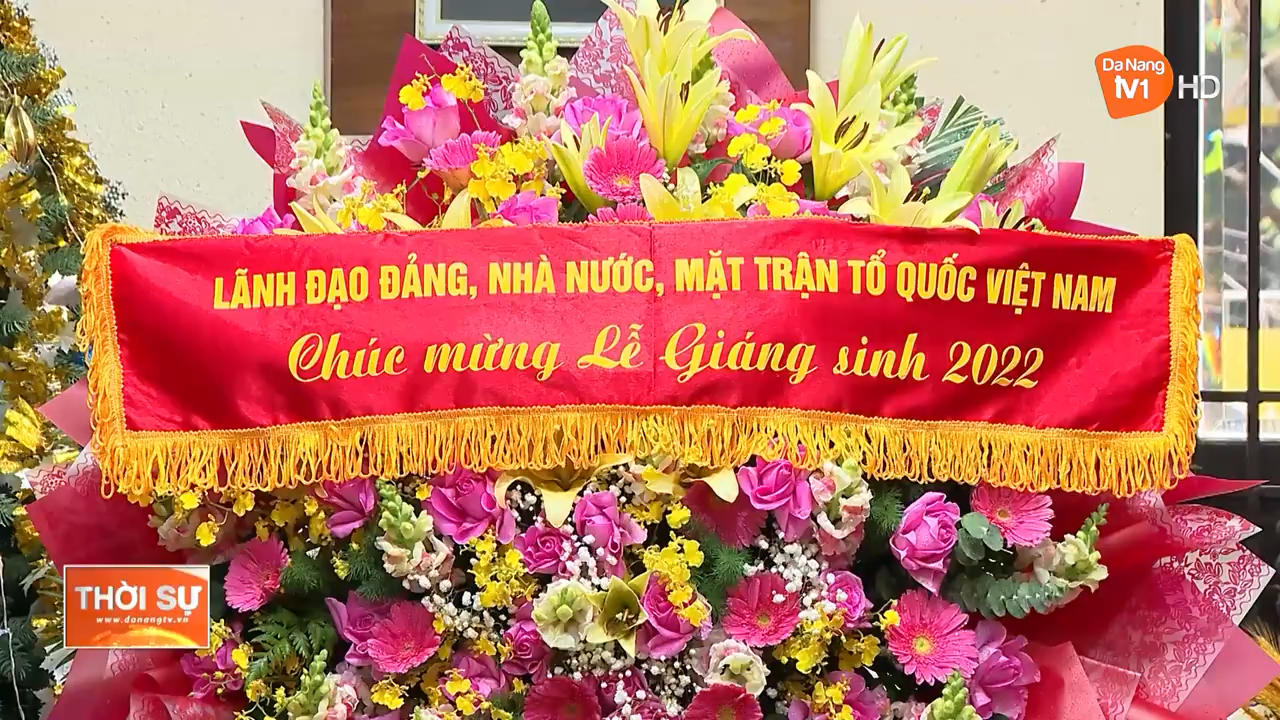 Da Nang
TV1 HD
LÃNH ĐẠO ĐẢNG, NHÀ NƯỚC, MẶT TRẬN TỔ QUỐC VIỆT NAM
Chúc mừng Lễ Giáng sinh 2022
THỜI SỰ
www.danangtv.vn